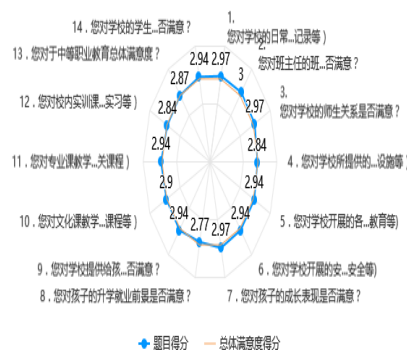 14．您对学校的学生...否满意？
1.
您对学校的日常...记录等）
13．您对于中等职业教育总体满意度？
2.
您对班主任的班...否满意？
12．您对校内实训课...实习等）
3.
您对学校的师生关系是否满意？
11．您对专业课教学...关课程）
4．您对学校所提供的...设施等）
10．您对文化课教学...课程等）
5．您对学校开展的各...教育等)
9．您对学校提供给孩...否满意？
6．您对学校开展的安...安全等)
8．您对孩子的升学就业前景是否满意？
7．您对孩子的成长表现是否满意？
2.94
2.97
3
2.97
2.84
2.94
2.94
2.97
2.77
2.94
2.9
2.94
2.84
2.87
题目得分
总体满意度得分